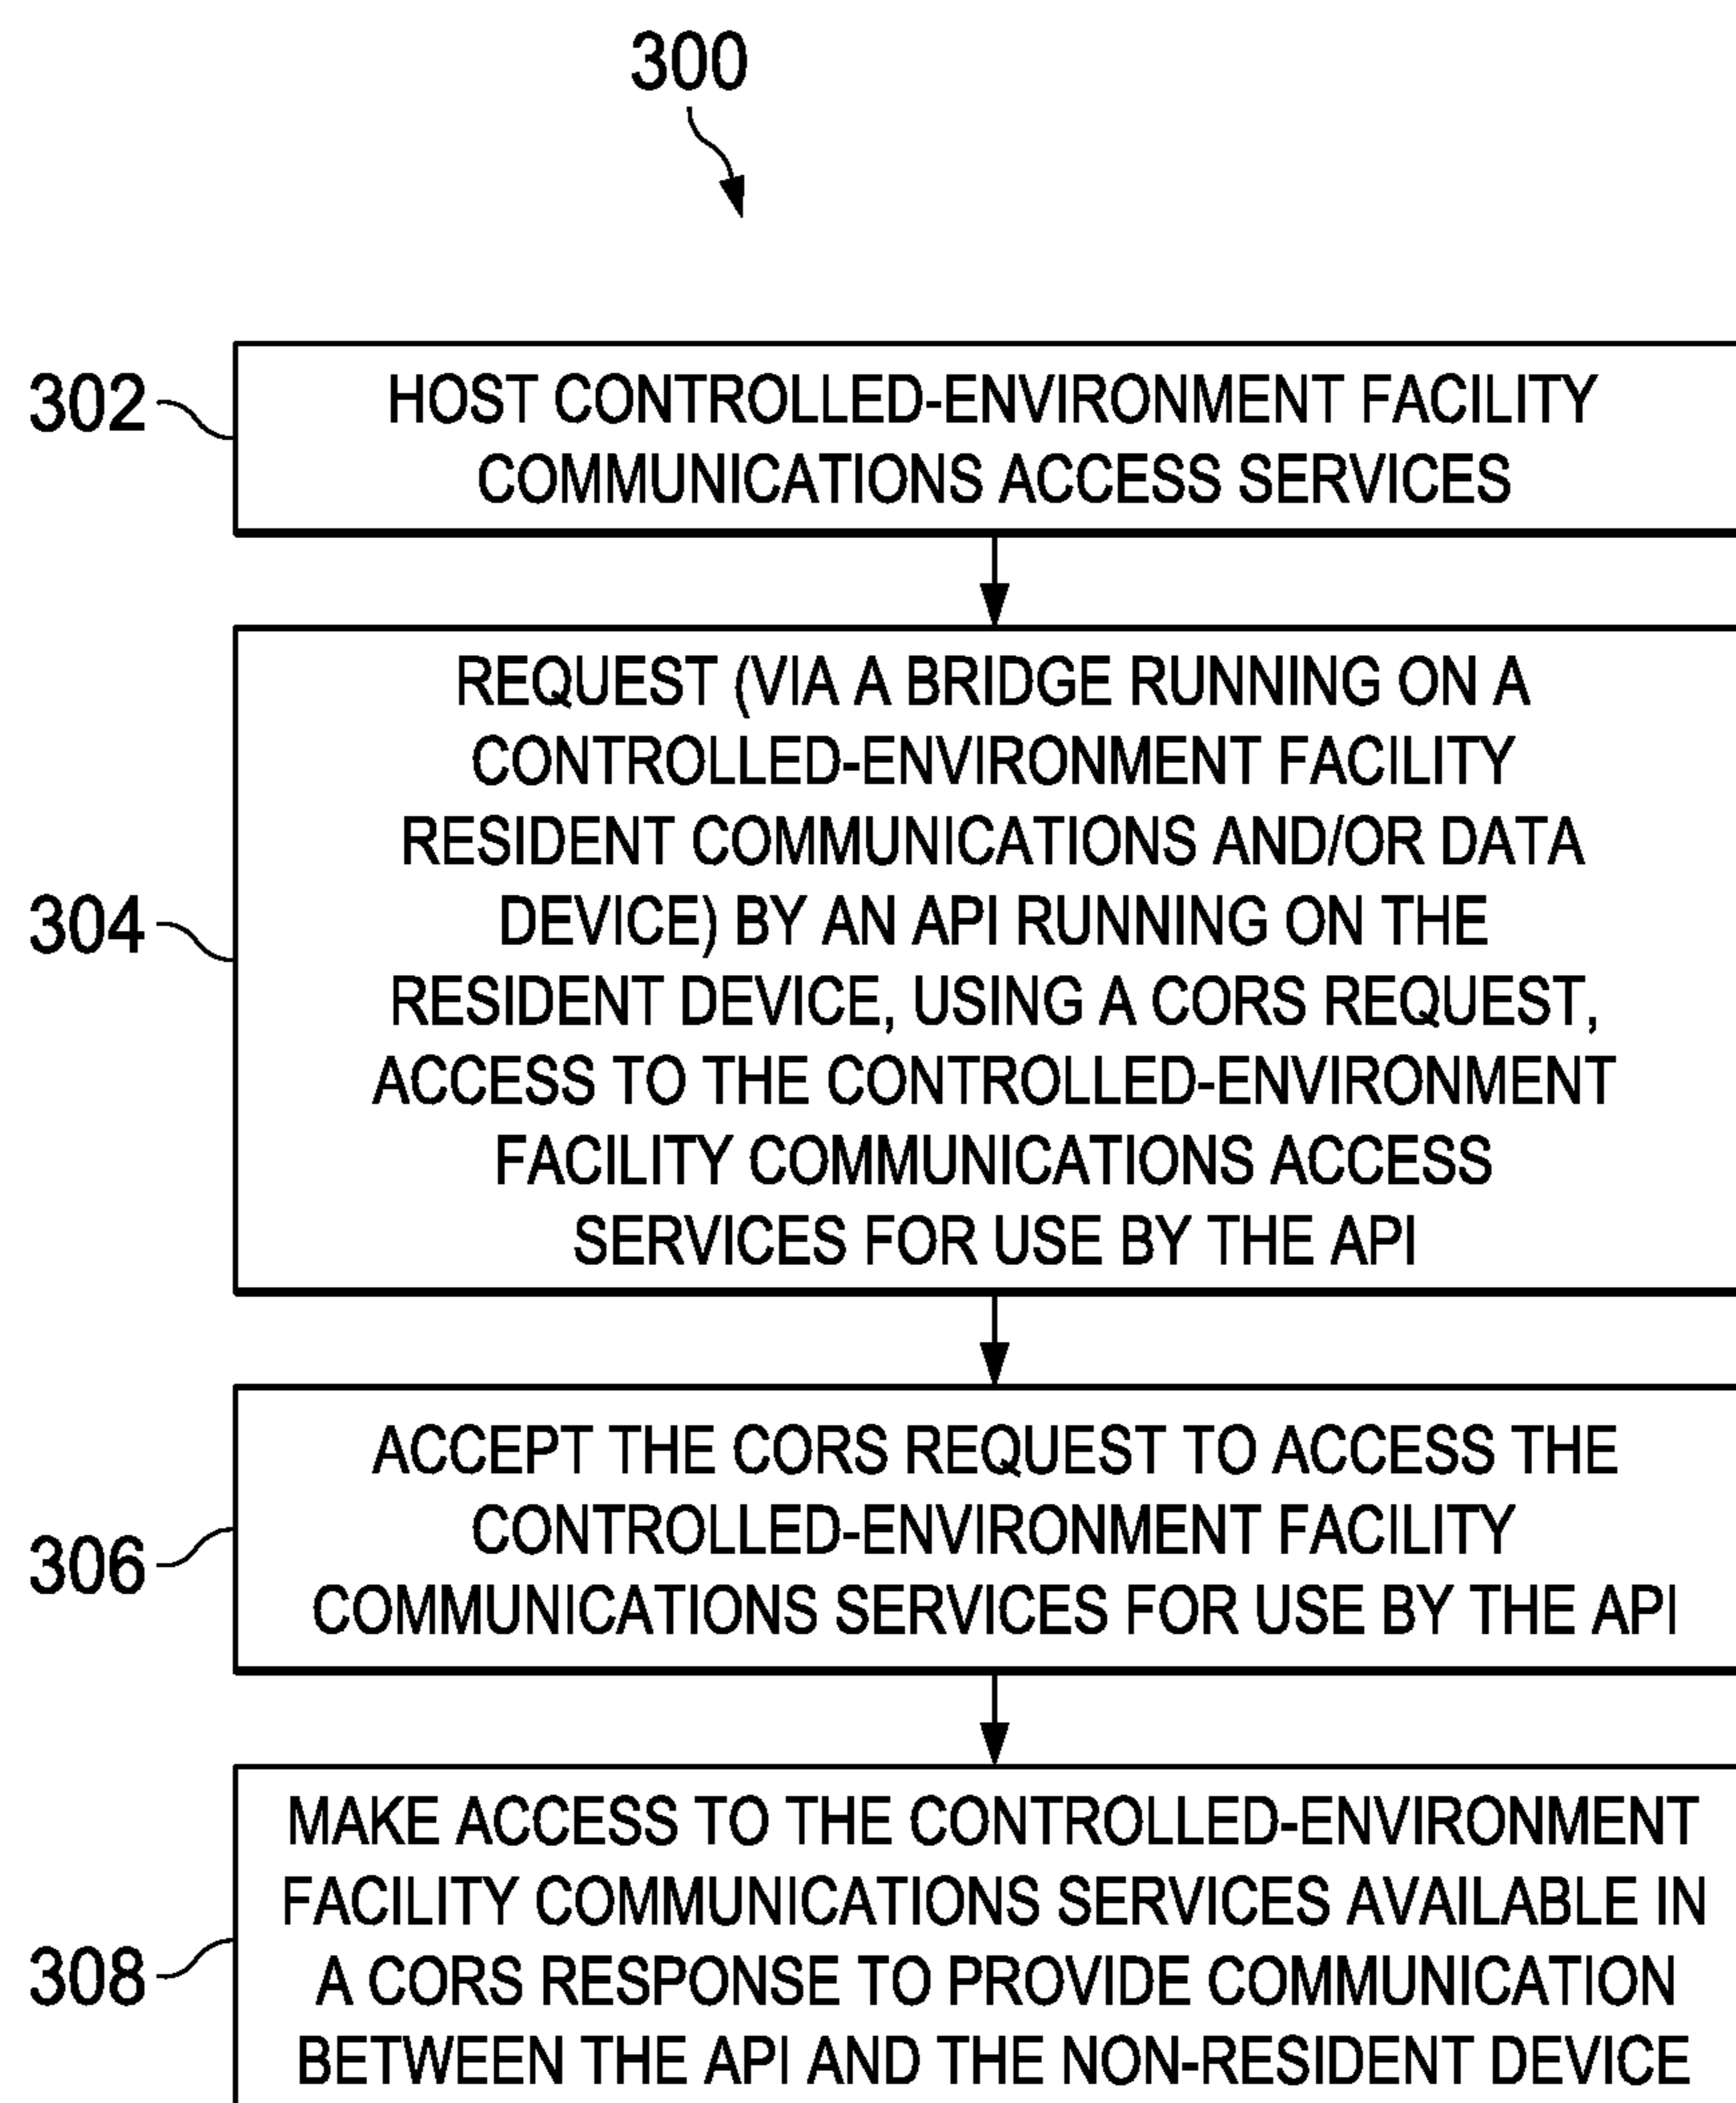 300
302
HOST CONTROLLED-ENVIRONMENT FACILITY
COMMUNICATIONS ACCESS SERVICES
304
REQUEST (VIA A BRIDGE RUNNING ON A
CONTROLLED-ENVIRONMENT FACILITY
RESIDENT COMMUNICATIONS AND/OR DATA
DEVICE) BY AN API RUNNING ON THE
RESIDENT DEVICE, USING A CORS REQUEST,
ACCESS TO THE CONTROLLED-ENVIRONMENT
FACILITY COMMUNICATIONS ACCESS
SERVICES FOR USE BY THE API
306
ACCEPT THE CORS REQUEST TO ACCESS THE
CONTROLLED-ENVIRONMENT FACILITY
COMMUNICATIONS SERVICES FOR USE BY THE API
308
MAKE ACCESS TO THE CONTROLLED-ENVIRONMENT
FACILITY COMMUNICATIONS SERVICES AVAILABLE IN
A CORS RESPONSE TO PROVIDE COMMUNICATION
BETWEEN THE API AND THE NON-RESIDENT DEVICE